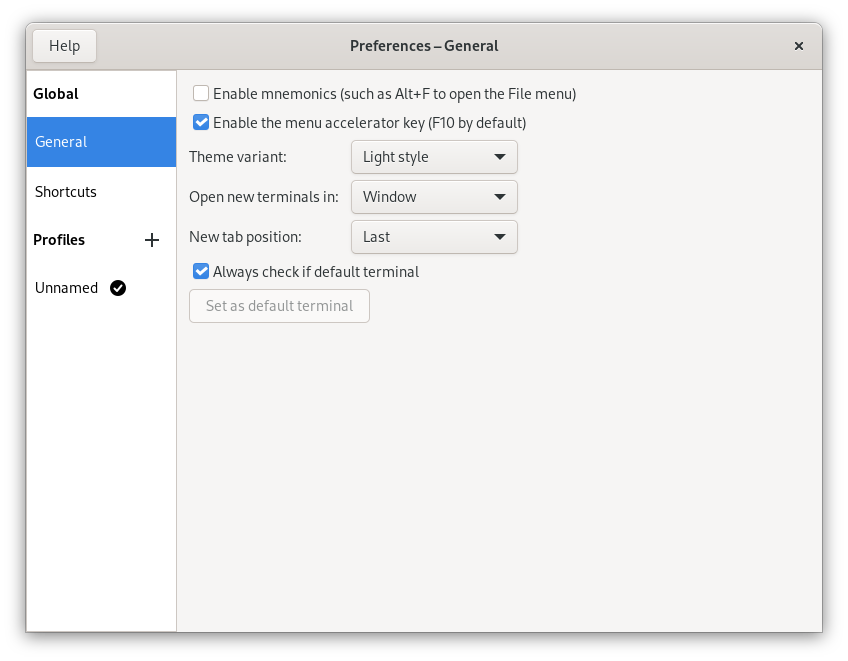 Help
Preferences – General
Global
General
Shortcuts
Profiles
Unnamed
Enable mnemonics (such as Alt+F to open the File menu)
Enable the menu accelerator key (F10 by default)
Theme variant: Light style
Open new terminals in: Window
New tab position: Last
Always check if default terminal
Set as default terminal